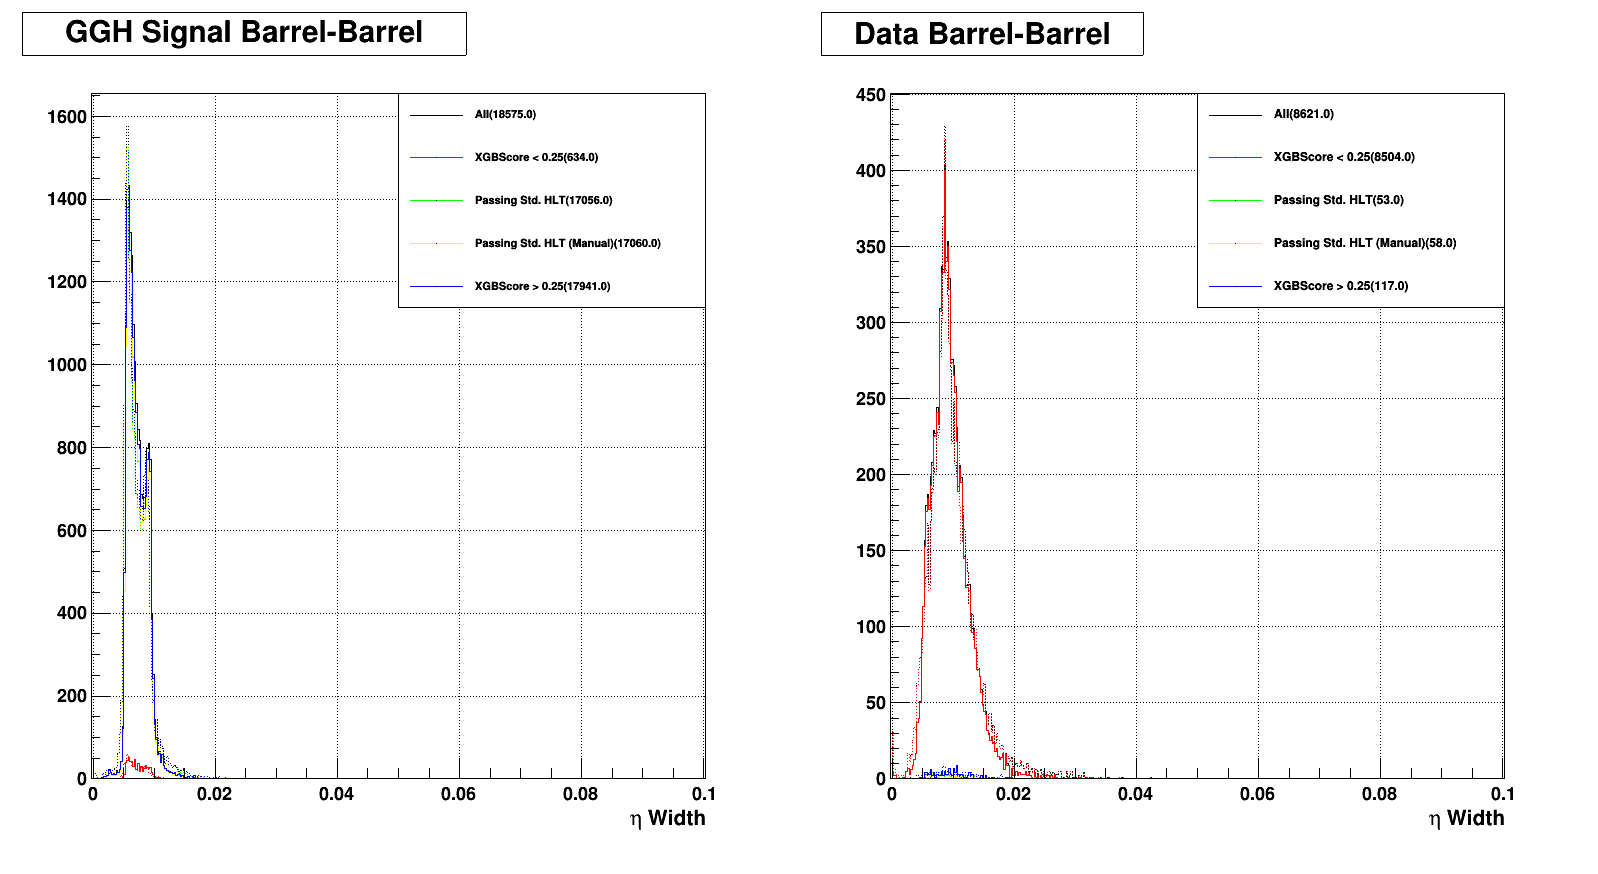 GGH Signal Barrel-Barrel
All(18575.0)
XGBScore < 0.25(634.0)
Passing Std. HLT(17056.0)
Passing Std. HLT (Manual)(17060.0)
XGBScore > 0.25(17941.0)
1600
1400
1200
1000
800
600
400
200
0
0 0.02 0.04 0.06 0.08 0.1
η Width
Data Barrel-Barrel
All(8621.0)
XGBScore < 0.25(8504.0)
Passing Std. HLT(53.0)
Passing Std. HLT (Manual)(58.0)
XGBScore > 0.25(117.0)
450
400
350
300
250
200
150
100
50
0
0 0.02 0.04 0.06 0.08 0.1
η Width